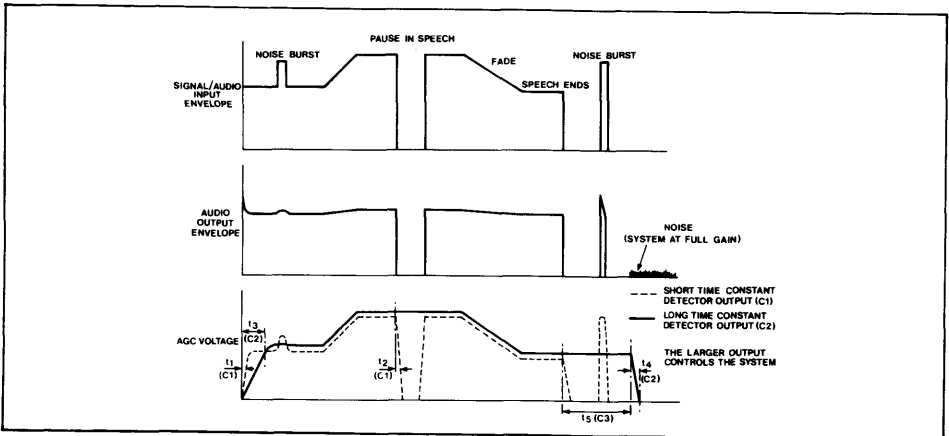 PAUSE IN SPEECH
NOISE BURST
FADE
NOISE BURST
SPEECH ENDS
SIGNAL/AUDIO
INPUT
ENVELOPE
AUDIO
OUTPUT
ENVELOPE
NOISE
(SYSTEM AT FULL GAIN)
SHORT TIME CONSTANT
DETECTOR OUTPUT (C1)
LONG TIME CONSTANT
DETECTOR OUTPUT (C2)
THE LARGER OUTPUT
CONTROLS THE SYSTEM
AGC VOLTAGE
t3
(C2)
t1
(C1)
t2
(C1)
t4
(C2)
t5 (C3)